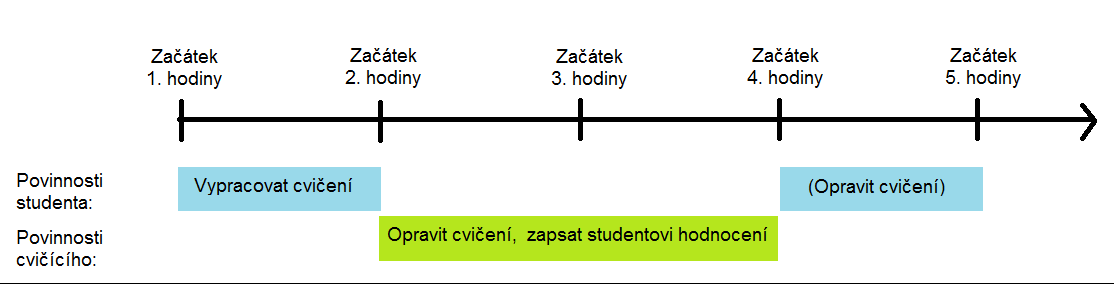 Začátek
1. hodiny
Začátek
2. hodiny
Začátek
3. hodiny
Začátek
4. hodiny
Začátek
5. hodiny
Povinnosti
studenta:
Vypracovat cvičení
(Opravit cvičení)
Povinnosti
cvičícího:
Opravit cvičení, zapsat studentovi hodnocení